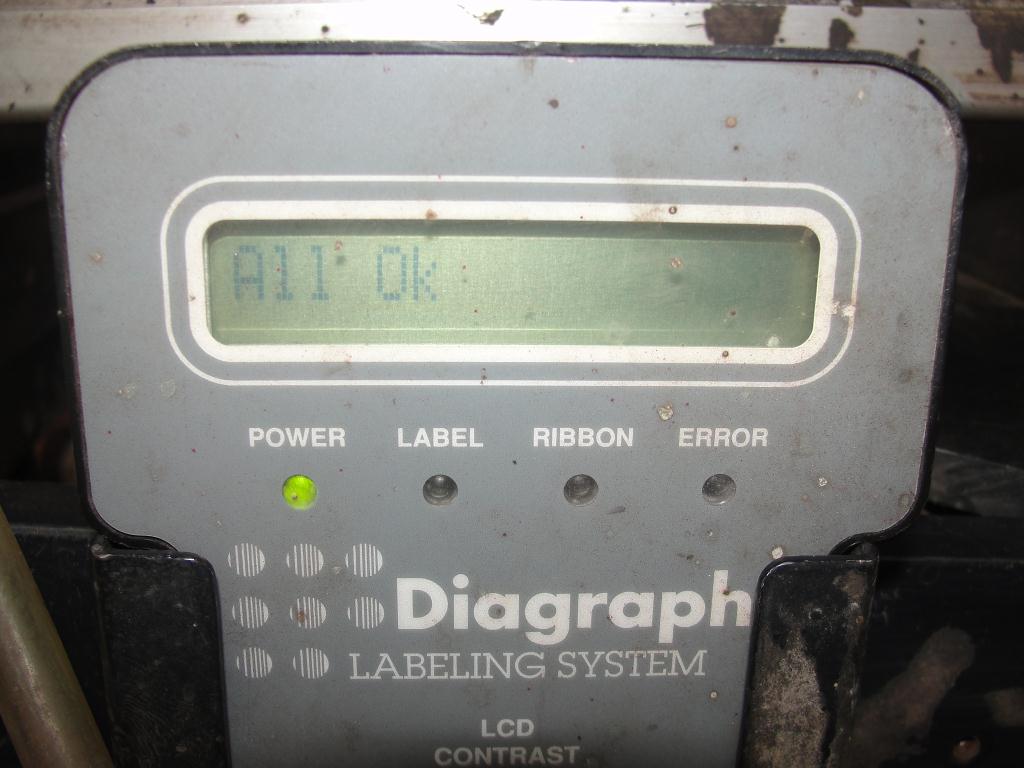 All Ok
POWER LABEL RIBBON ERROR
Diagraph
LABELING SYSTEM
LCD
CONTRAST